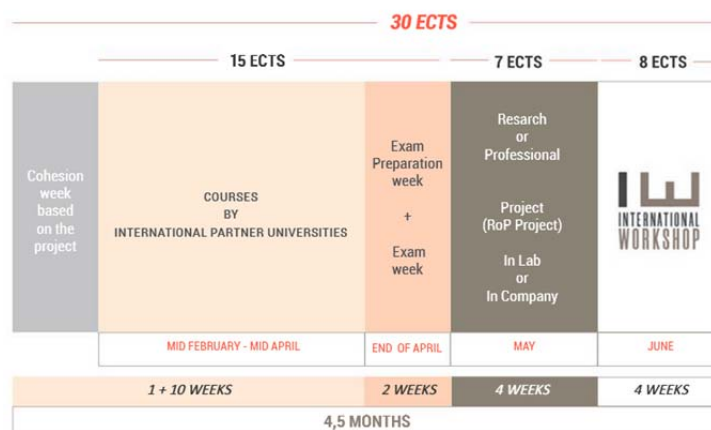 30 ECTS
15 ECTS
7 ECTS
8 ECTS
Cohesion
week
based
on the
project
COURSES
BY
INTERNATIONAL PARTNER UNIVERSITIES
Exam
Preparation
week
+
Exam
week
Resarch
or
Professional
Project
(RoP Project)
In Lab
or
In Company
IE
INTERNATIONAL
WORKSHOP
MID FEBRUARY - MID APRIL
END OF APRIL
MAY
JUNE
1 + 10 WEEKS
2 WEEKS
4 WEEKS
4 WEEKS
4,5 MONTHS